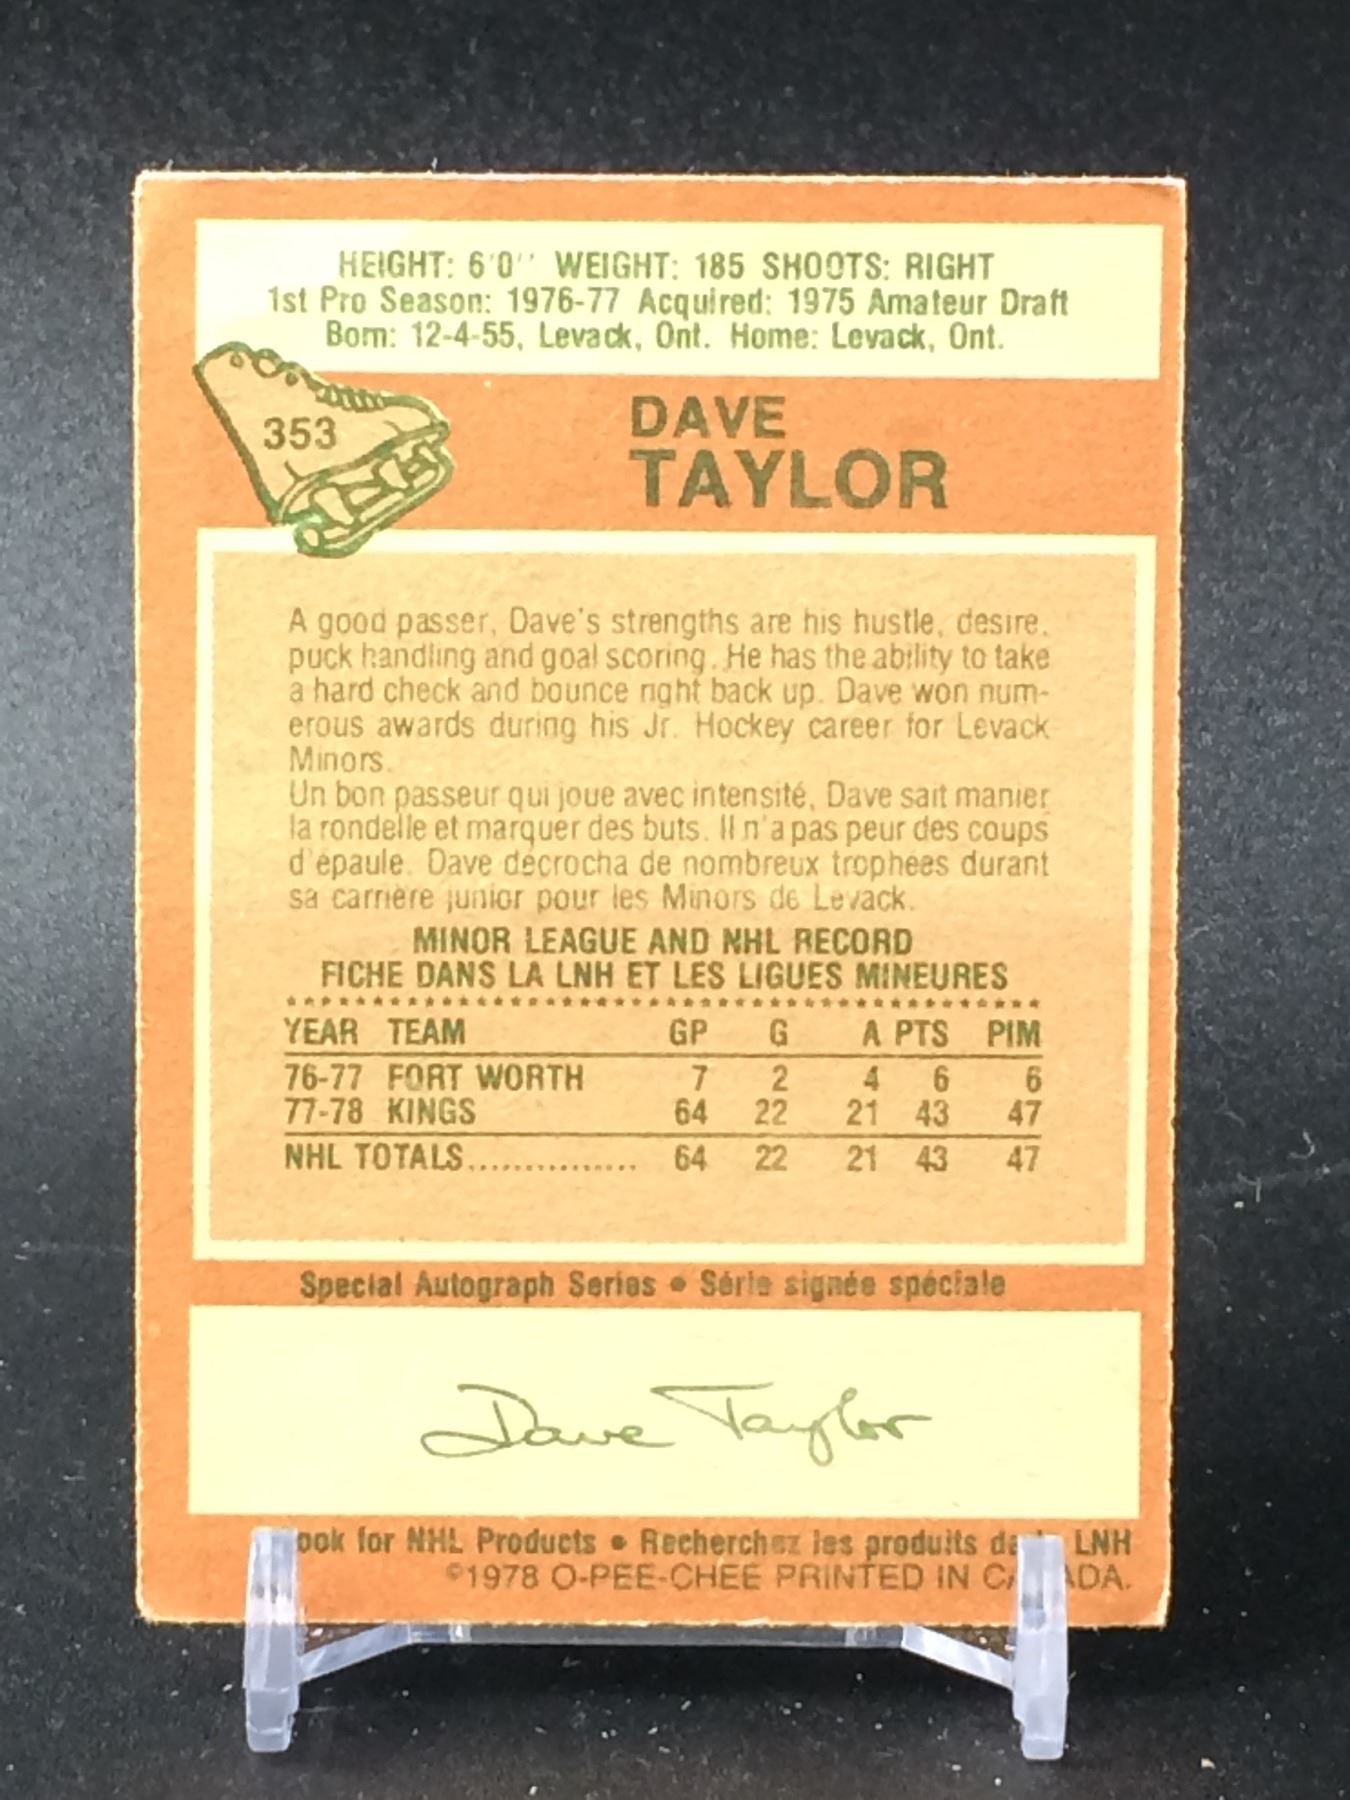 HEIGHT: 6'0'' WEIGHT: 185 SHOOTS: RIGHT
1st Pro Season: 1976-77 Acquired: 1975 Amateur Draft
Born: 12-4-55, Levack, Ont. Home: Levack, Ont.
353
DAVE
TAYLOR
A good passer, Dave's strengths are his hustle, desire,
puck handling and goal scoring. He has the ability to take
a hard check and bounce right back up. Dave won num-
erous awards during his Jr. Hockey career for Levack
Minors.
Un bon passeur qui joue avec intensité, Dave sait manier
la rondelle et marquer des buts. Il n'a pas peur des coups
d'épaule. Dave décrocha de nombreux trophées durant
sa carrière junior pour les Minors de Levack.
MINOR LEAGUE AND NHL RECORD
FICHE DANS LA LNH ET LES LIGUES MINEURES
YEAR TEAM GP G A PTS PIM
76-77 FORT WORTH 7 2 4 6 6
77-78 KINGS 64 22 21 43 47
NHL TOTALS............... 64 22 21 43 47
Special Autograph Series • Série signée spéciale
Dave Taylor
ook for NHL Products • Recherchez les produits de LNH
©1978 O-PEE-CHEE PRINTED IN CANADA.